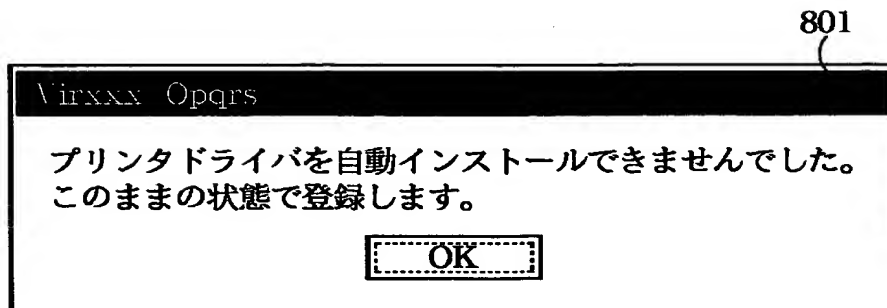 801
Virxxx Opqrs
プリンタドライバを自動インストールできませんでした。
このままの状態で登録します。
OK